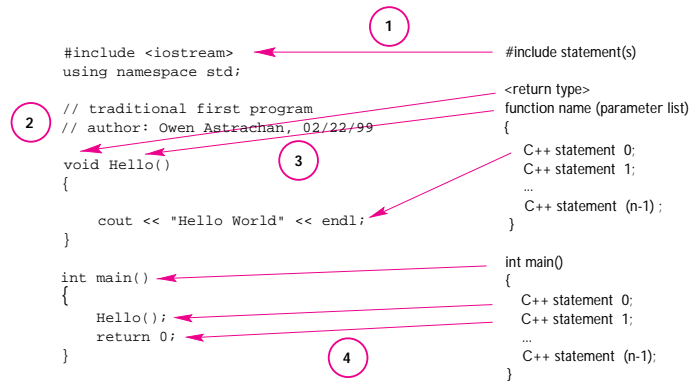 1
#include <iostream>
using namespace std;
#include statement(s)
// traditional first program
// author: Owen Astrachan, 02/22/99
2
void Hello()
{
cout << "Hello World" << endl;
}
3
<return type>
function name (parameter list)
{
C++ statement 0;
C++ statement 1;
...
C++ statement (n-1) ;
}
int main()
{
Hello();
return 0;
}
4
int main()
{
C++ statement 0;
C++ statement 1;
...
C++ statement (n-1);
}